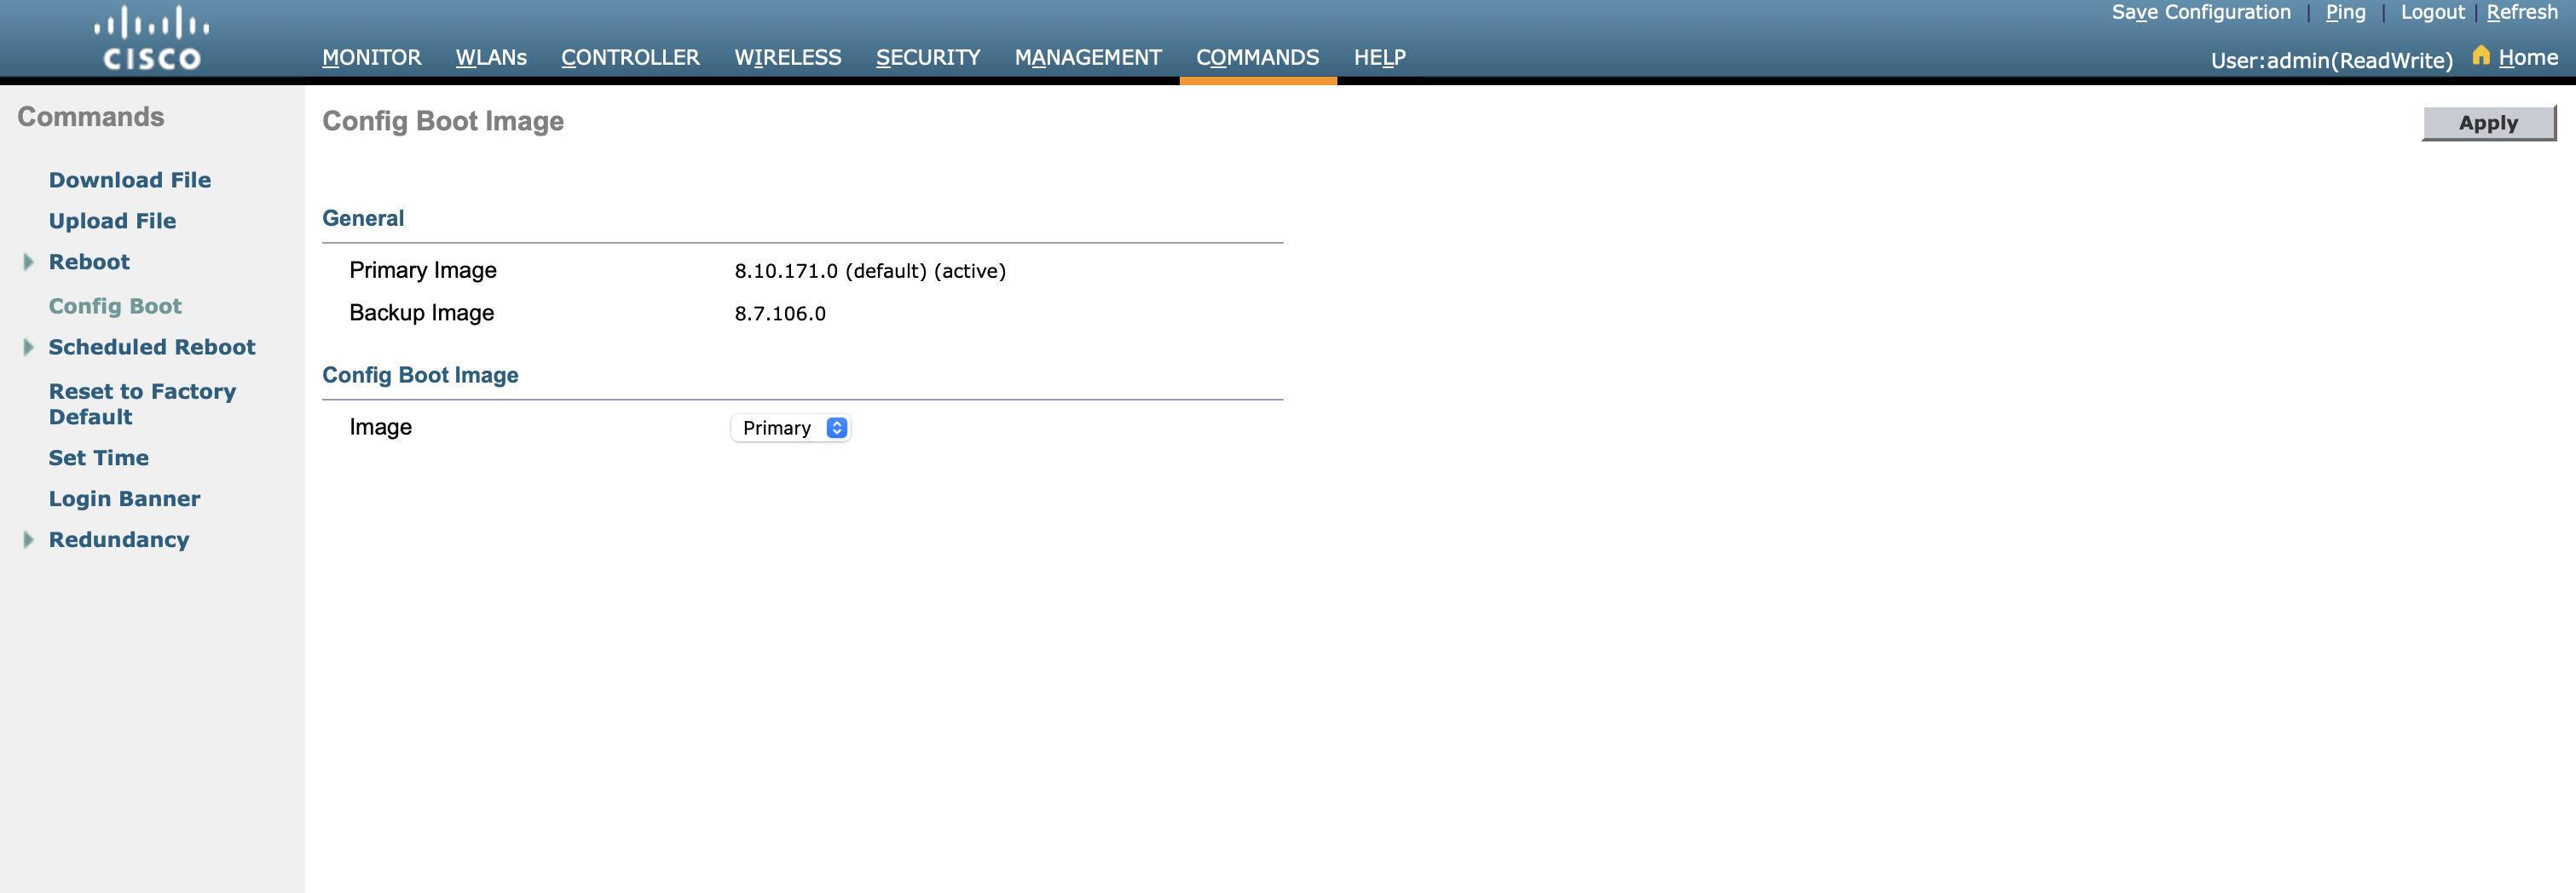 Save Configuration | Ping | Logout | Refresh
CISCO
MONITOR WLANs CONTROLLER WIRELESS SECURITY MANAGEMENT COMMANDS HELP
User:admin(ReadWrite) Home
Commands
Download File
Upload File
Reboot
Config Boot
Scheduled Reboot
Reset to Factory
Default
Set Time
Login Banner
Redundancy
Config Boot Image
Apply
General
Primary Image 8.10.171.0 (default) (active)
Backup Image 8.7.106.0
Config Boot Image
Image Primary